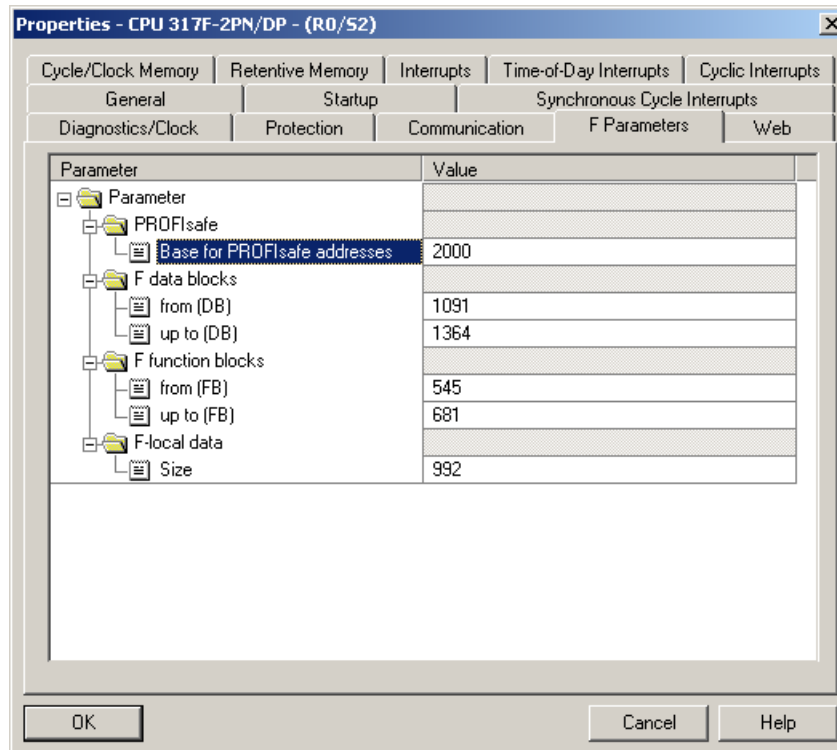 Properties - CPU 317F-2PN/DP - (R0/S2)
Cycle/Clock Memory Retentive Memory Interrupts Time-of-Day Interrupts Cyclic Interrupts
General Startup Synchronous Cycle Interrupts
Diagnostics/Clock Protection Communication F Parameters Web
Parameter Value
Parameter
PROFIsafe
Base for PROFIsafe addresses 2000
F data blocks
from (DB) 1091
up to (DB) 1364
F function blocks
from (FB) 545
up to (FB) 681
F-local data
Size 992
OK Cancel Help